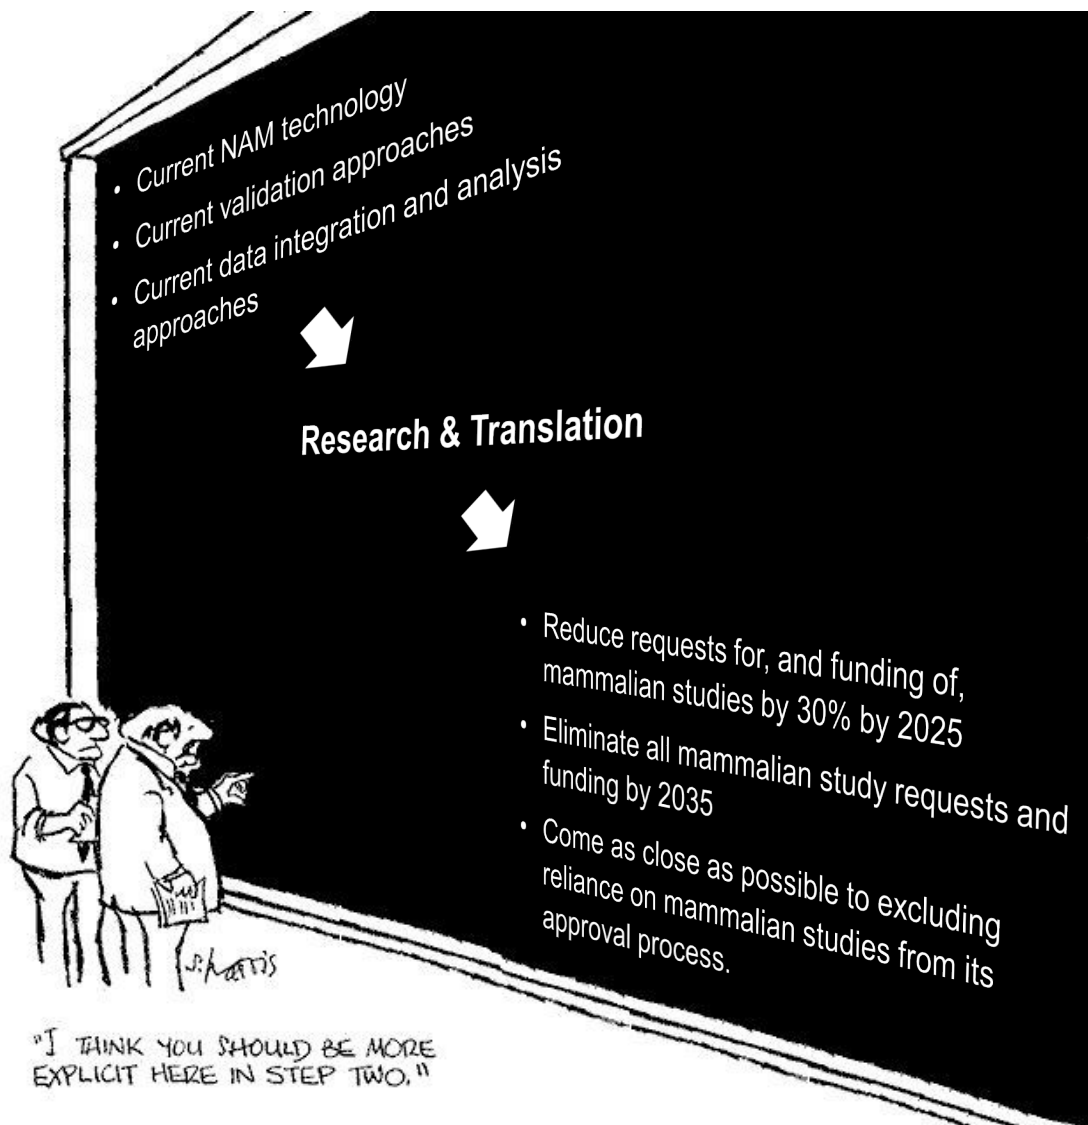 • Current NAM technology
• Current validation approaches
• Current data integration and analysis
approaches
Research & Translation
• Reduce requests for, and funding of,
mammalian studies by 30% by 2025
• Eliminate all mammalian study requests and
funding by 2035
• Come as close as possible to excluding
reliance on mammalian studies from its
approval process.
S. Harris
"I THINK YOU SHOULD BE MORE
EXPLICIT HERE IN STEP TWO."